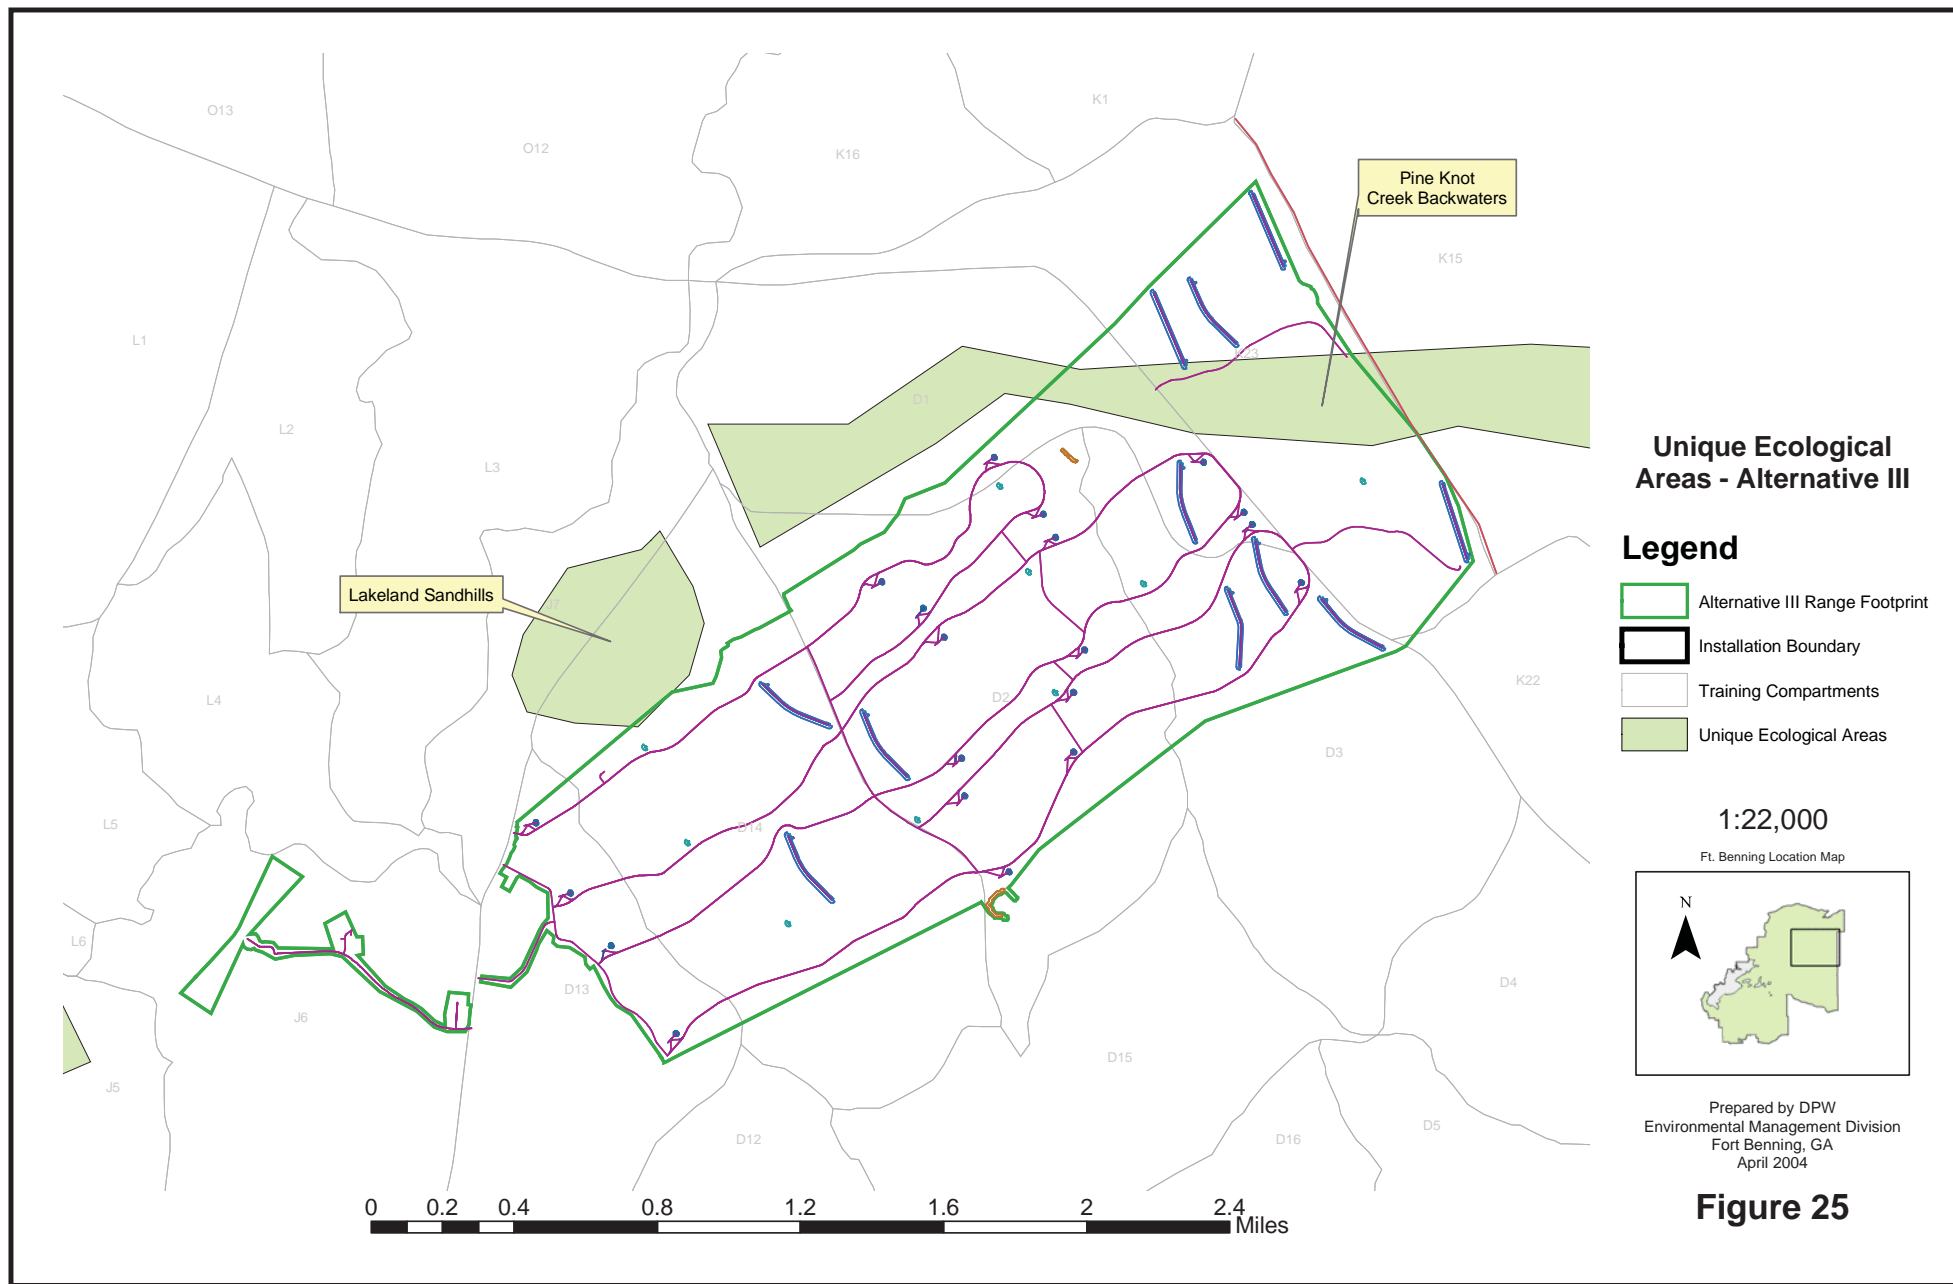 O13
O12
K16
K1
K15
Pine Knot
Creek Backwaters
L1
L2
L3
D1
K23
Lakeland Sandhills
J7
L4
D2
K22
D3
L5
D14
L6
D13
J6
D4
J5
D15
D12
D16
D5
0 0.2 0.4 0.8 1.2 1.6 2 2.4
Miles
Unique Ecological
Areas - Alternative III
Legend
Alternative III Range Footprint
Installation Boundary
Training Compartments
Unique Ecological Areas
1:22,000
Ft. Benning Location Map
N
Prepared by DPW
Environmental Management Division
Fort Benning, GA
April 2004
Figure 25